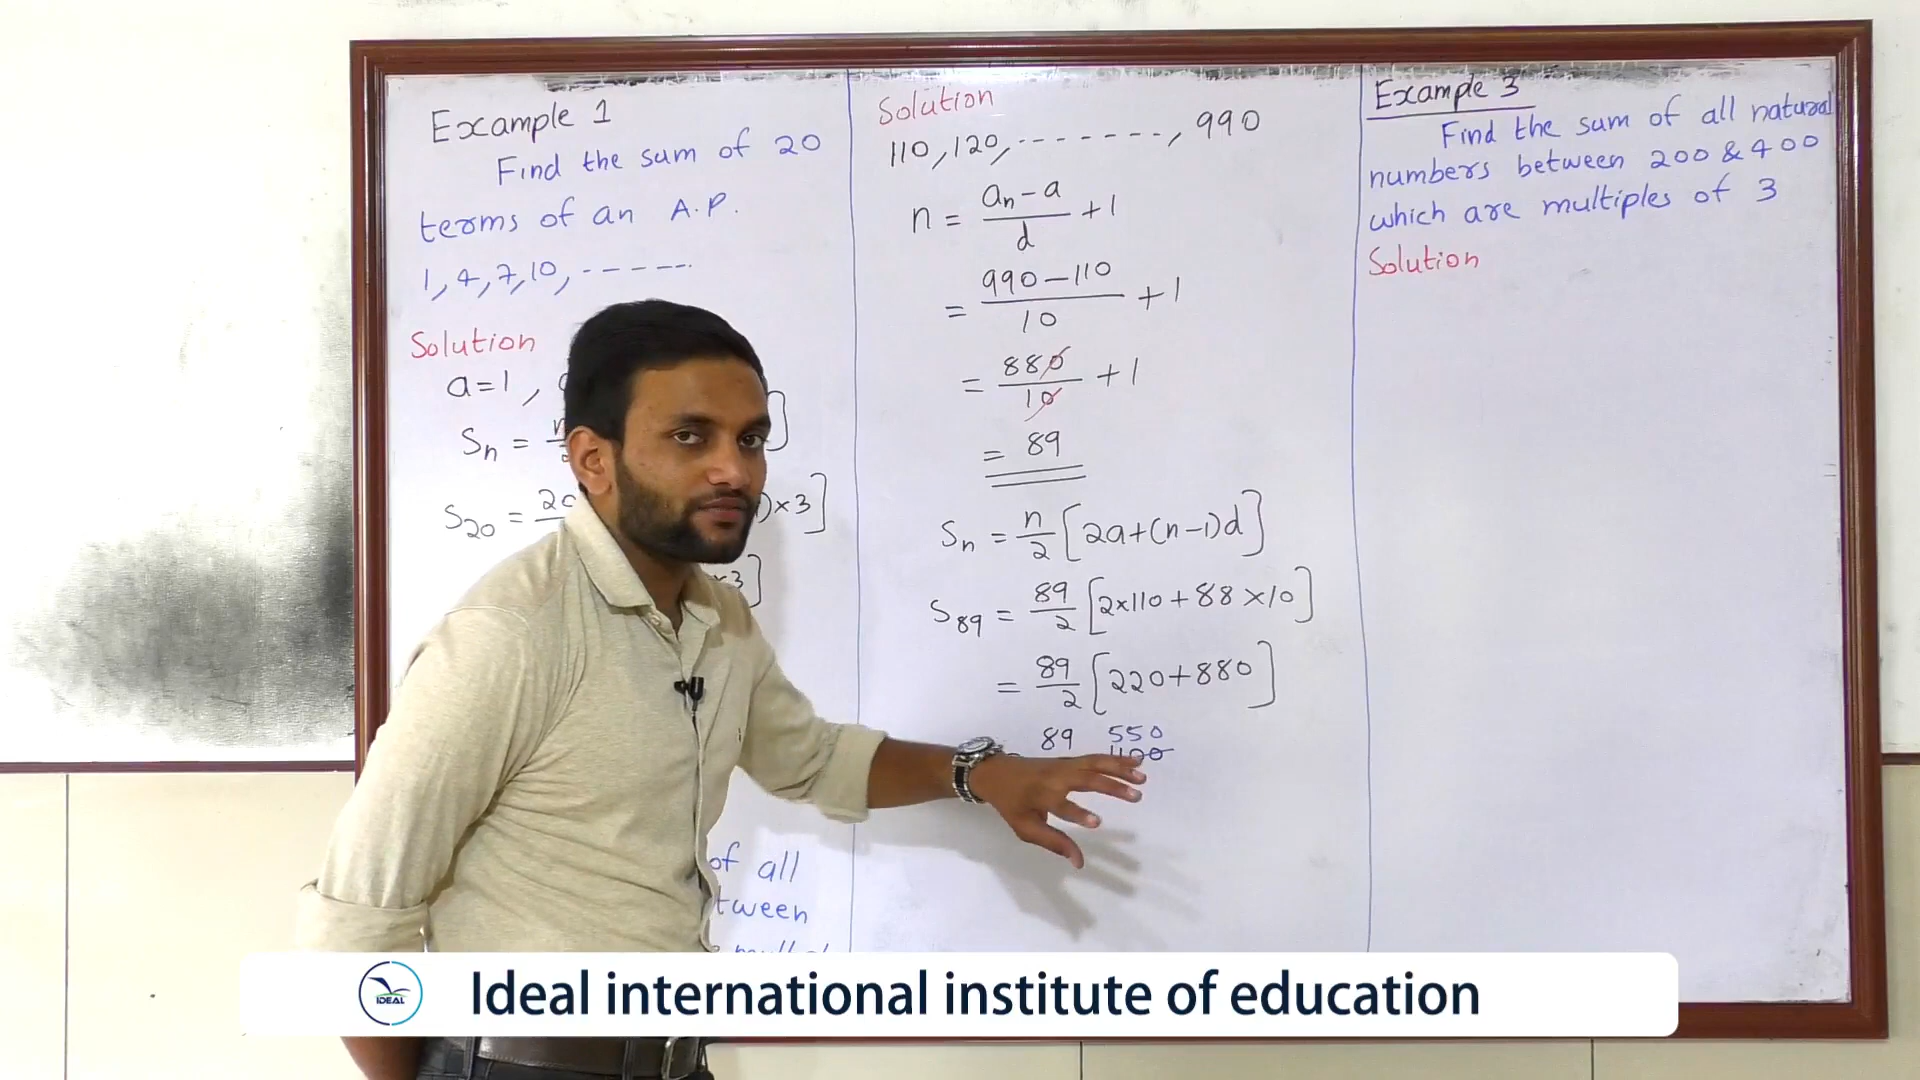 Example 1
Find the sum of 20
terms of an A.P.
1, 4, 7, 10, -----.
Solution
a=1 ,
Sn =
S20 = )×3]
×3]
of all
tween
Solution
110, 120, -------, 990
n = an - a / d + 1
= 990 - 110 / 10 + 1
= 880 / 10 + 1
= 89
Sn = n/2 [2a+(n-1)d]
S89 = 89/2 [2×110 + 88 ×10]
= 89/2 [220+880]
89 550
1100
Example 3
Find the sum of all natural
numbers between 200 & 400
which are multiples of 3
Solution
IDEAL
Ideal international institute of education